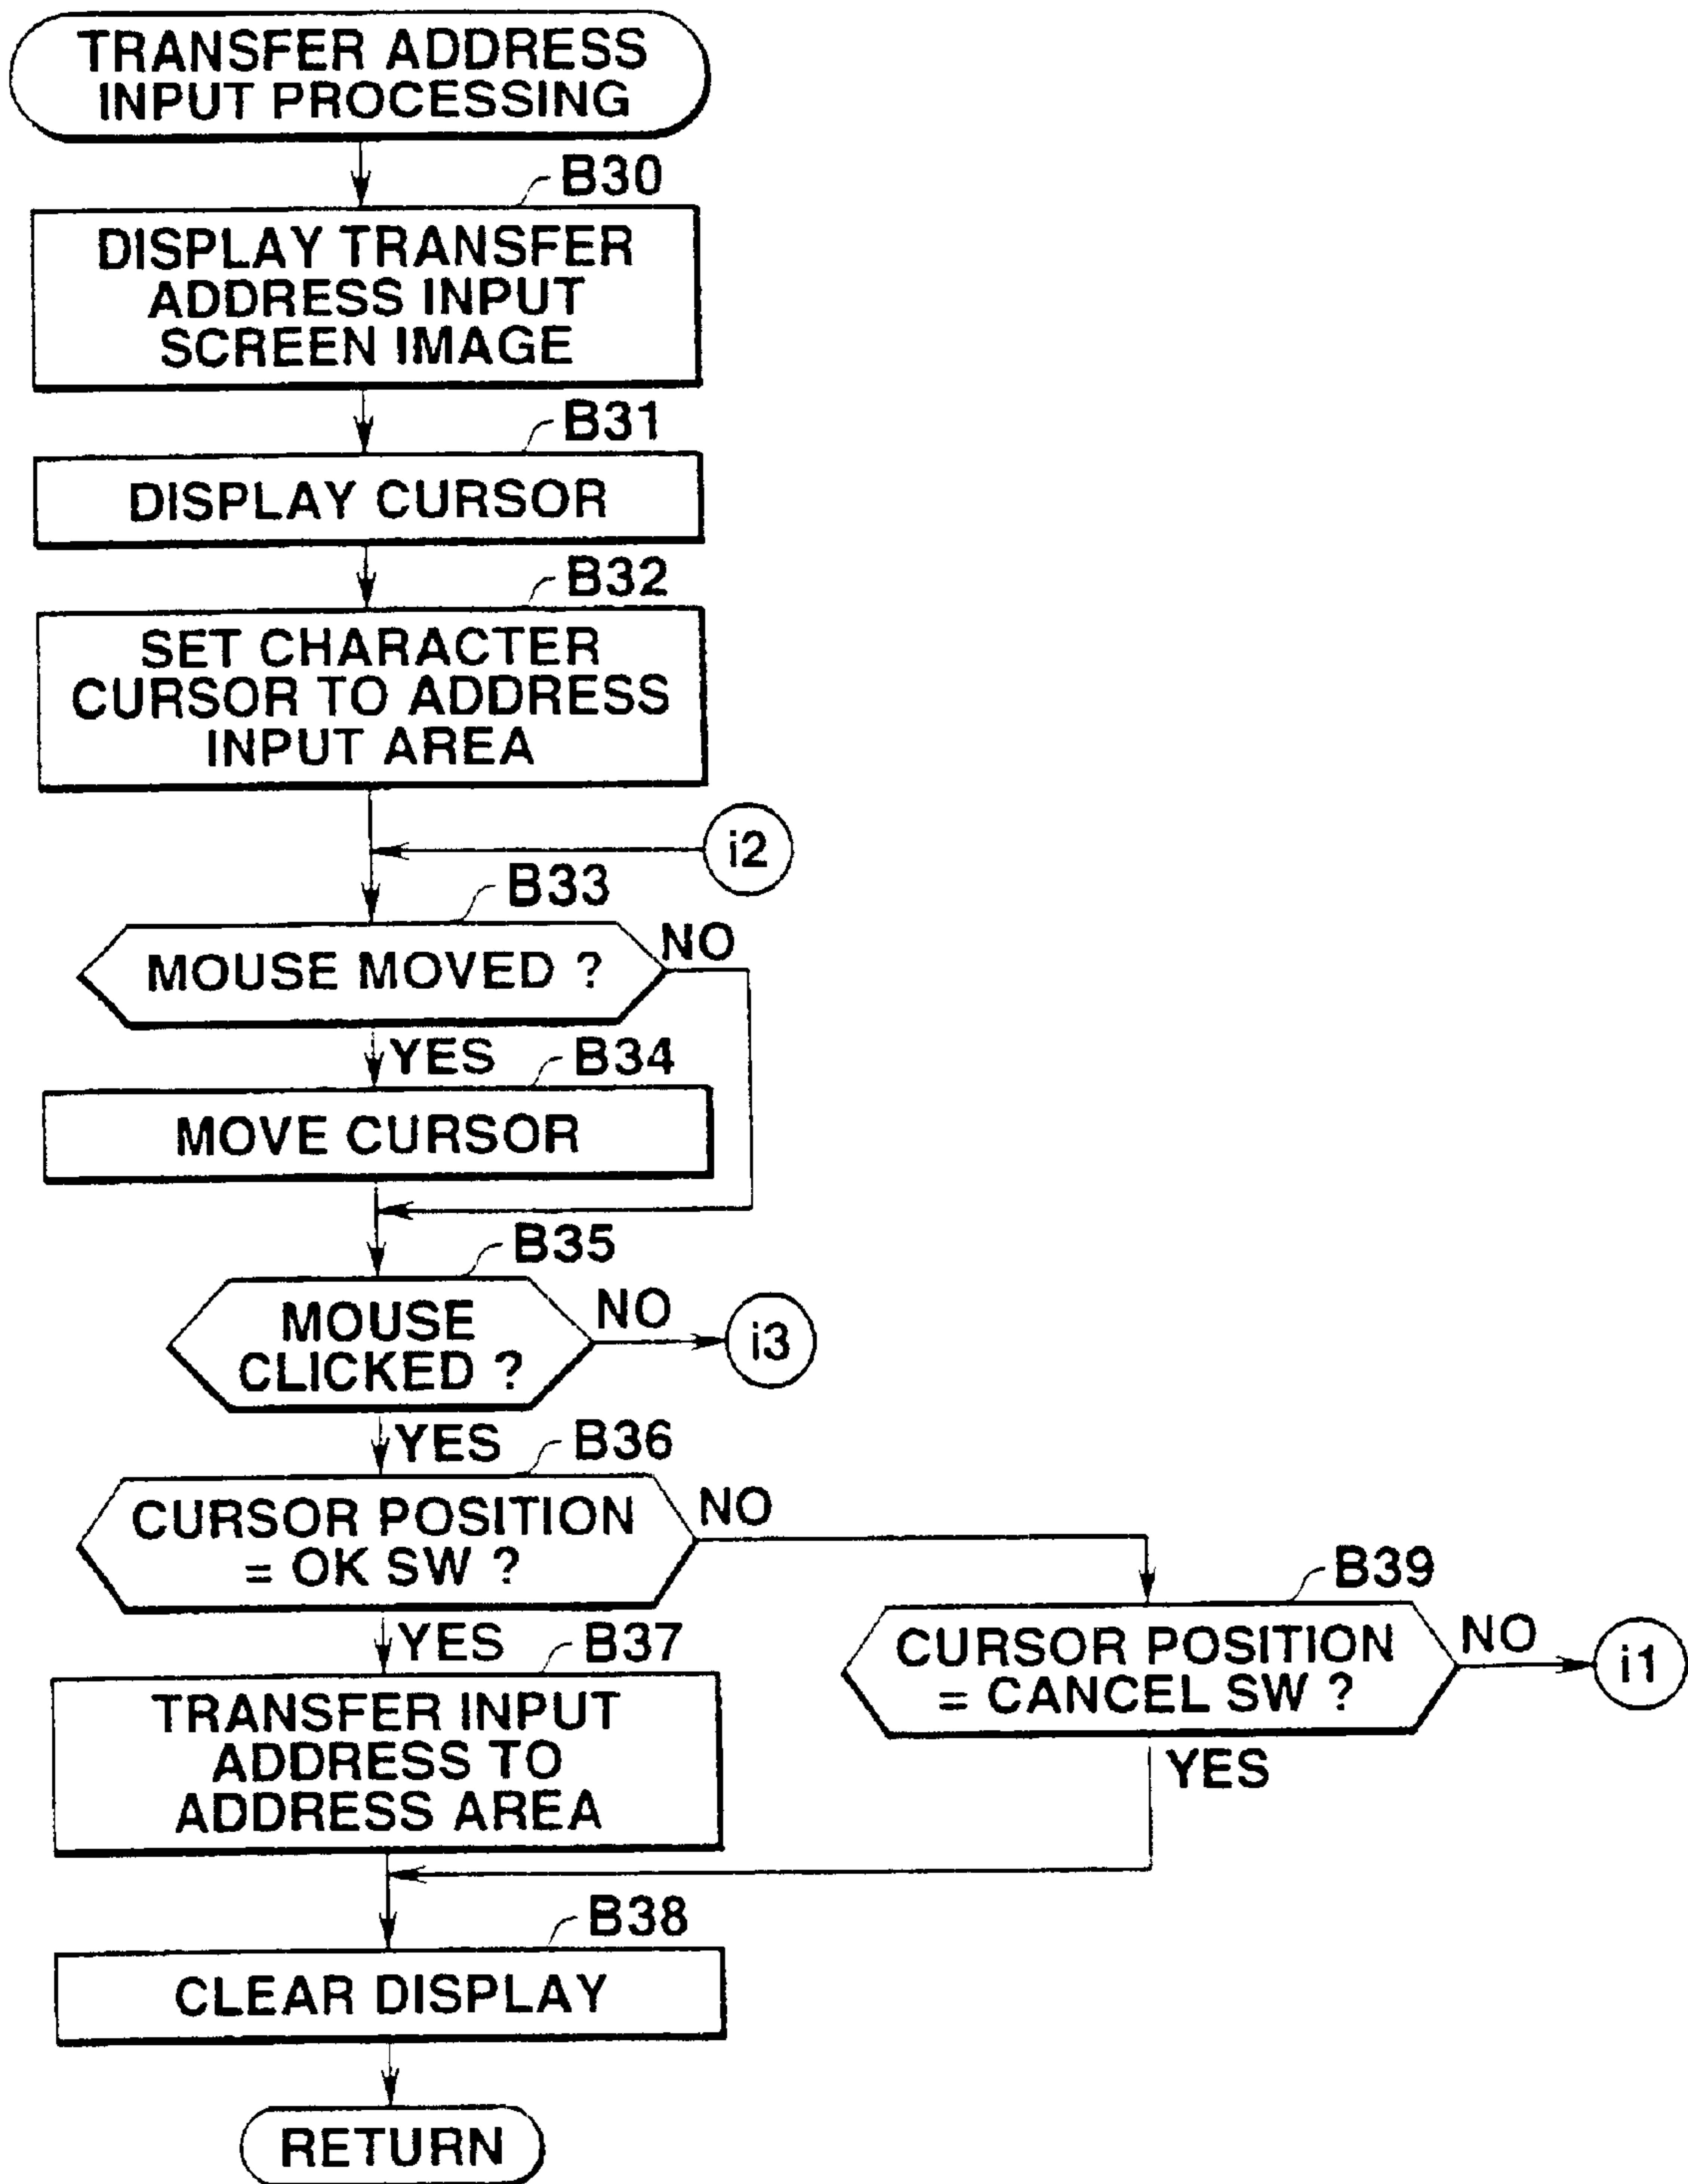 TRANSFER ADDRESS
INPUT PROCESSING
B30
DISPLAY TRANSFER
ADDRESS INPUT
SCREEN IMAGE
B31
DISPLAY CURSOR
B32
SET CHARACTER
CURSOR TO ADDRESS
INPUT AREA
i2
B33
MOUSE MOVED ?
NO
YES
B34
MOVE CURSOR
B35
MOUSE
CLICKED ?
NO
i3
YES
B36
CURSOR POSITION
= OK SW ?
NO
B39
CURSOR POSITION
= CANCEL SW ?
NO
i1
YES
YES
B37
TRANSFER INPUT
ADDRESS TO
ADDRESS AREA
B38
CLEAR DISPLAY
RETURN